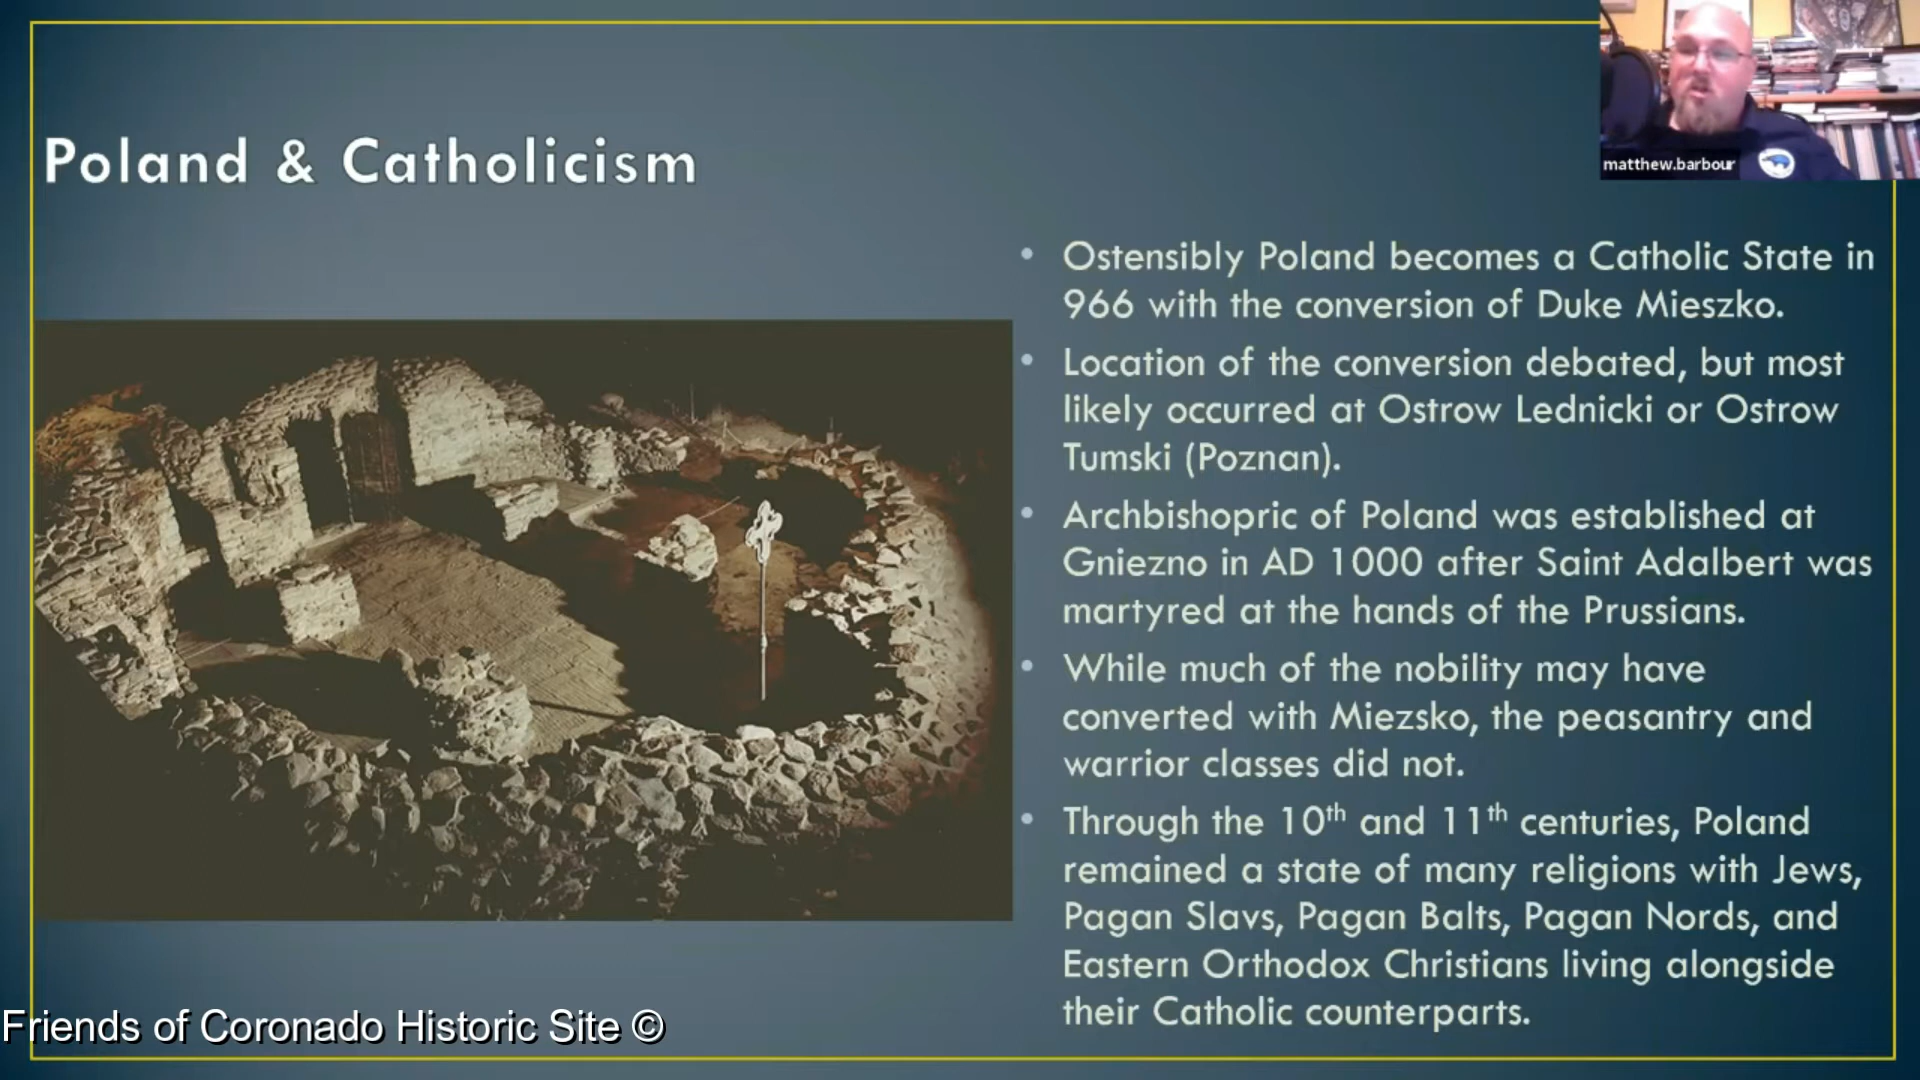 Poland & Catholicism
matthew.barbour
• Ostensibly Poland becomes a Catholic State in
966 with the conversion of Duke Mieszko.
• Location of the conversion debated, but most
likely occurred at Ostrow Lednicki or Ostrow
Tumski (Poznan).
• Archbishopric of Poland was established at
Gniezno in AD 1000 after Saint Adalbert was
martyred at the hands of the Prussians.
• While much of the nobility may have
converted with Miezsko, the peasantry and
warrior classes did not.
• Through the 10th and 11th centuries, Poland
remained a state of many religions with Jews,
Pagan Slavs, Pagan Balts, Pagan Nords, and
Eastern Orthodox Christians living alongside
their Catholic counterparts.
Friends of Coronado Historic Site ©